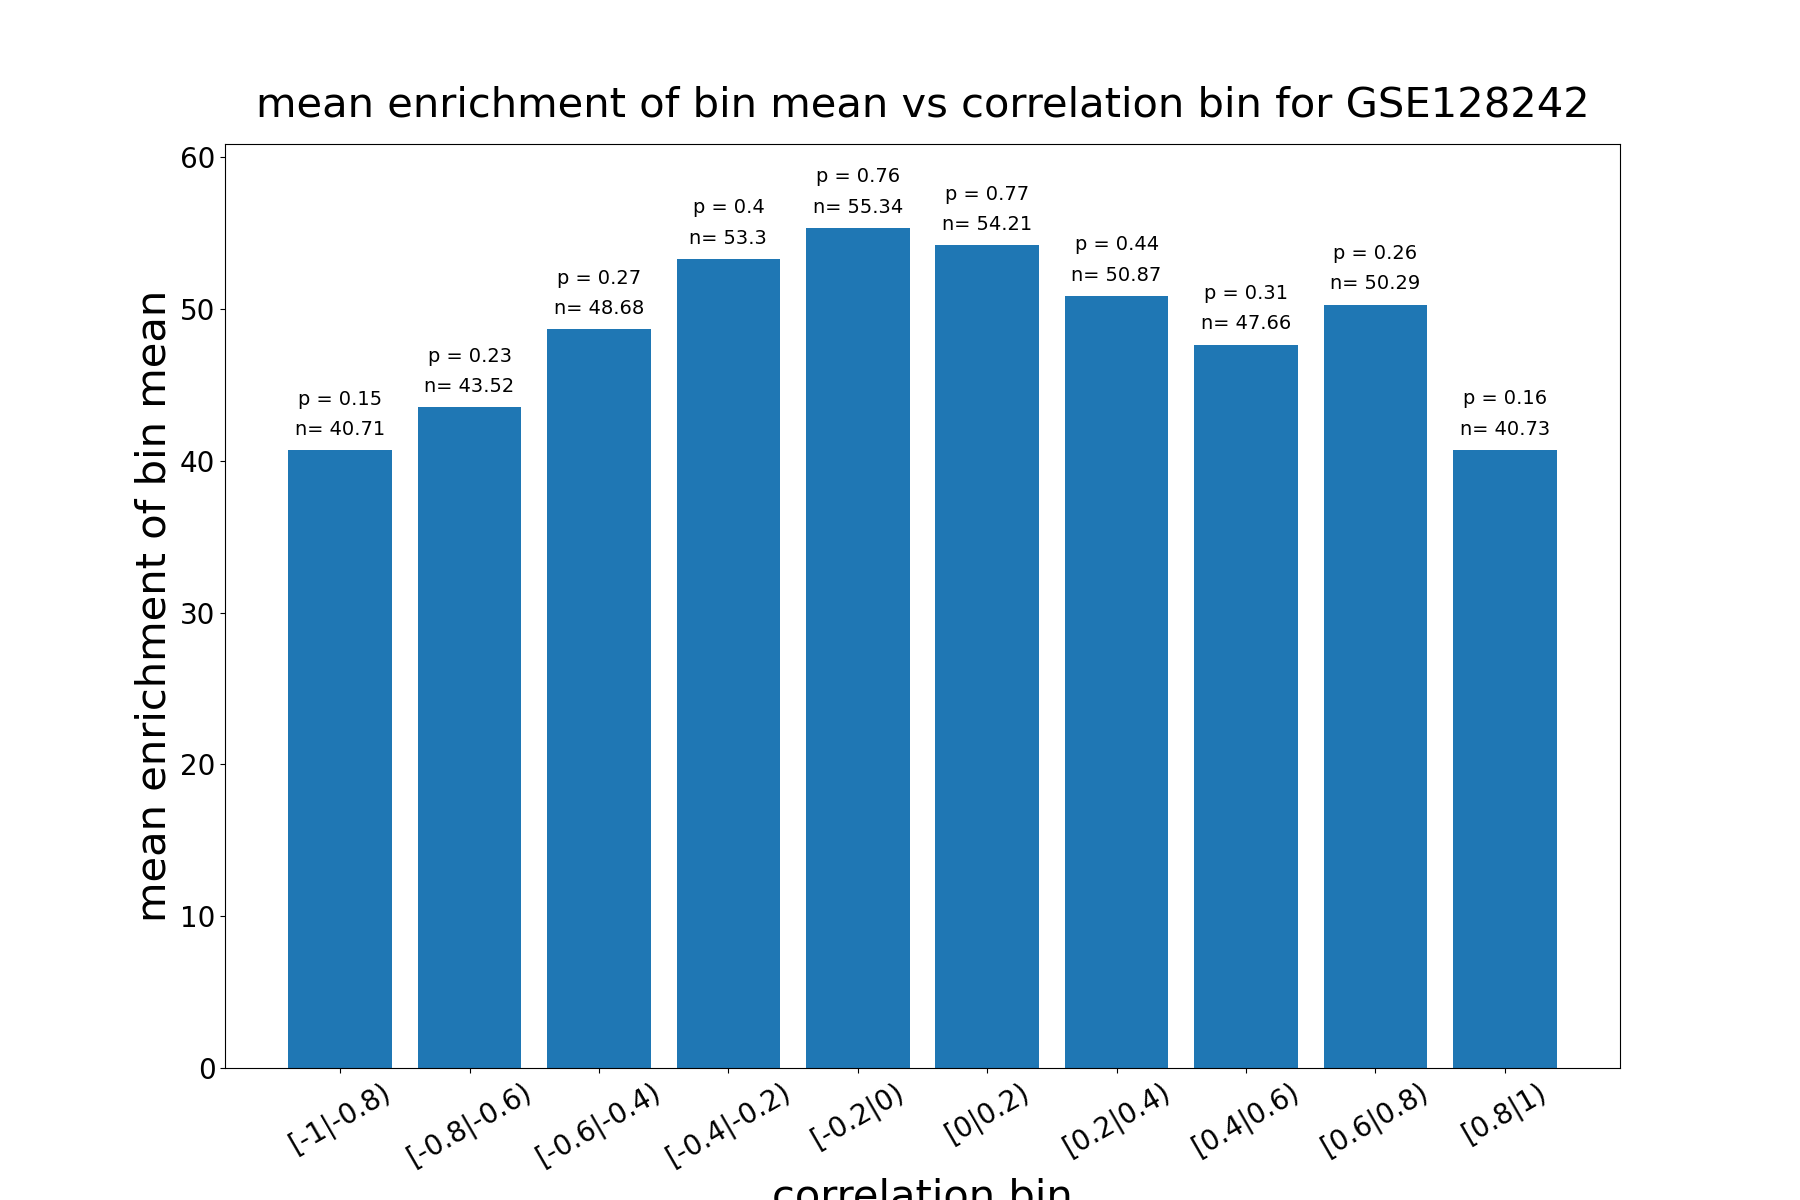 mean enrichment of bin mean vs correlation bin for GSE128242
mean enrichment of bin mean
60
50
40
30
20
10
0
p = 0.15
n= 40.71
p = 0.23
n= 43.52
p = 0.27
n= 48.68
p = 0.4
n= 53.3
p = 0.76
n= 55.34
p = 0.77
n= 54.21
p = 0.44
n= 50.87
p = 0.31
n= 47.66
p = 0.26
n= 50.29
p = 0.16
n= 40.73
[-1|-0.8)
[-0.8|-0.6)
[-0.6|-0.4)
[-0.4|-0.2)
[-0.2|0)
[0|0.2)
[0.2|0.4)
[0.4|0.6)
[0.6|0.8)
[0.8|1)
correlation bin